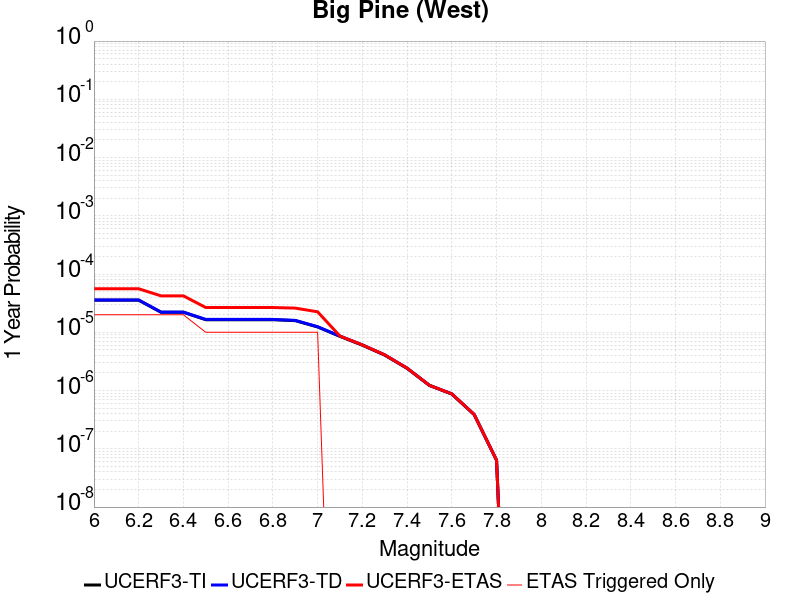 Big Pine (West)
10^0
10^-1
10^-2
10^-3
10^-4
10^-5
10^-6
10^-7
10^-8
1 Year Probability
6 6.2 6.4 6.6 6.8 7 7.2 7.4 7.6 7.8 8 8.2 8.4 8.6 8.8 9
Magnitude
UCERF3-TI UCERF3-TD UCERF3-ETAS ETAS Triggered Only